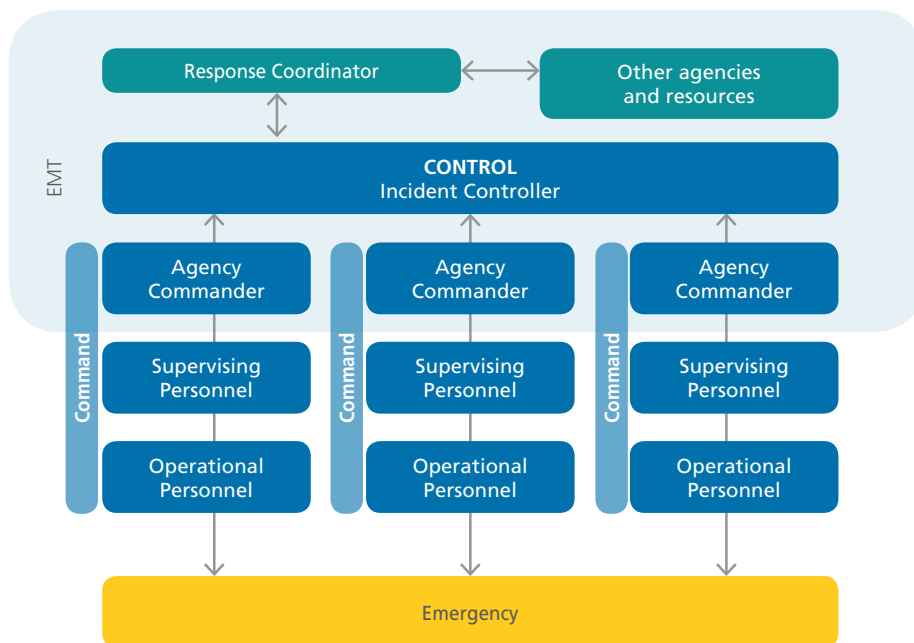 Response Coordinator
Other agencies
and resources
EMT
CONTROL
Incident Controller
Command
Agency
Commander
Command
Agency
Commander
Command
Agency
Commander
Supervising
Personnel
Supervising
Personnel
Supervising
Personnel
Operational
Personnel
Operational
Personnel
Operational
Personnel
Emergency